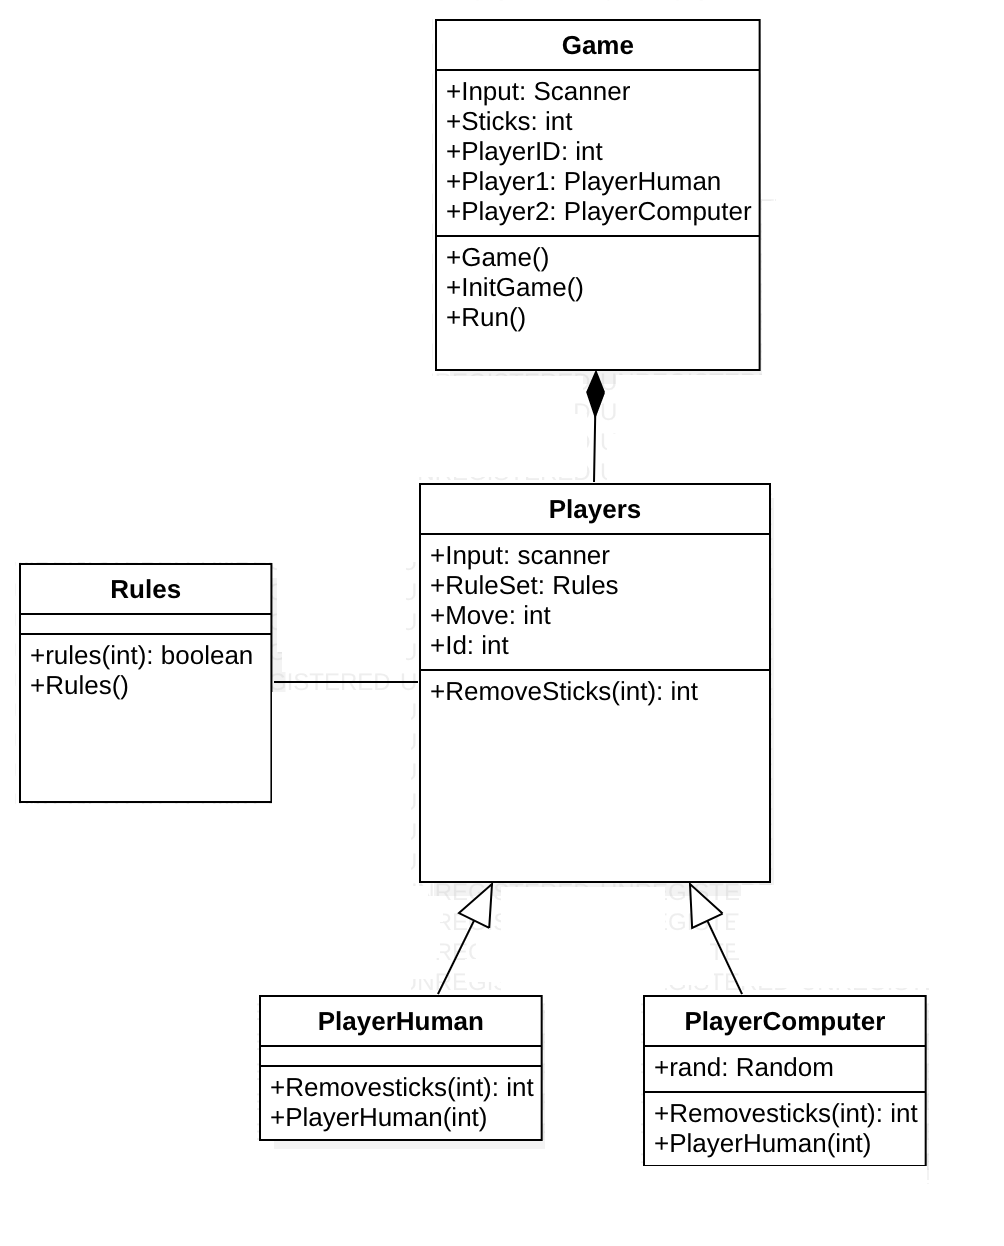 Game
+Input: Scanner
+Sticks: int
+PlayerID: int
+Player1: PlayerHuman
+Player2: PlayerComputer
+Game()
+InitGame()
+Run()
Players
+Input: scanner
+RuleSet: Rules
+Move: int
+Id: int
+RemoveSticks(int): int
Rules
+rules(int): boolean
+Rules()
PlayerHuman
+Removesticks(int): int
+PlayerHuman(int)
PlayerComputer
+rand: Random
+Removesticks(int): int
+PlayerHuman(int)